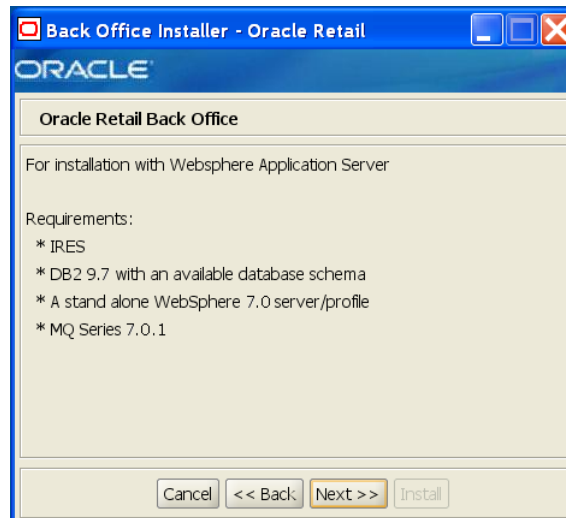 Back Office Installer - Oracle Retail
ORACLE
Oracle Retail Back Office
For installation with Websphere Application Server
Requirements:
* IRES
* DB2 9.7 with an available database schema
* A stand alone WebSphere 7.0 server/profile
* MQ Series 7.0.1
Cancel << Back Next >> Install